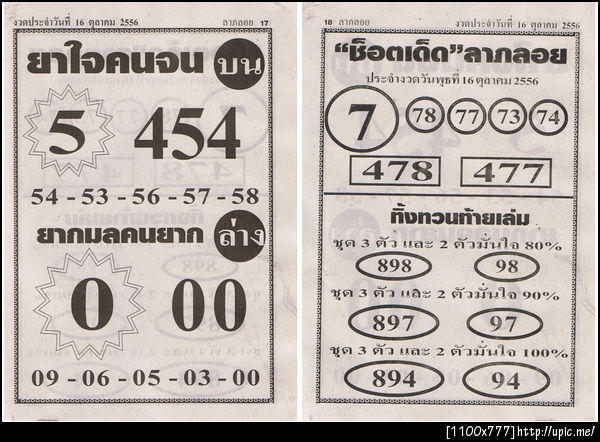 งวดประจำวันที่ 16 ตุลาคม 2556 ลาภลอย 17
ยาใจคนจน บน
5 454
54 - 53 - 56 - 57 - 58
ยากมลคนยาก ล่าง
0 00
09 - 06 - 05 - 03 - 00
18 ลาภลอย งวดประจำวันที่ 16 ตุลาคม 2556
"ช็อตเด็ด"ลาภลอย
ประจำงวดวันพุธที่ 16 ตุลาคม 2556
7 78 77 73 74
478 477
ทิ้งทวนท้ายเล่ม
ชุด 3 ตัว และ 2 ตัวมั่นใจ 80%
898 98
ชุด 3 ตัว และ 2 ตัวมั่นใจ 90%
897 97
ชุด 3 ตัว และ 2 ตัวมั่นใจ 100%
894 94
[1100x777] http://upic.me/